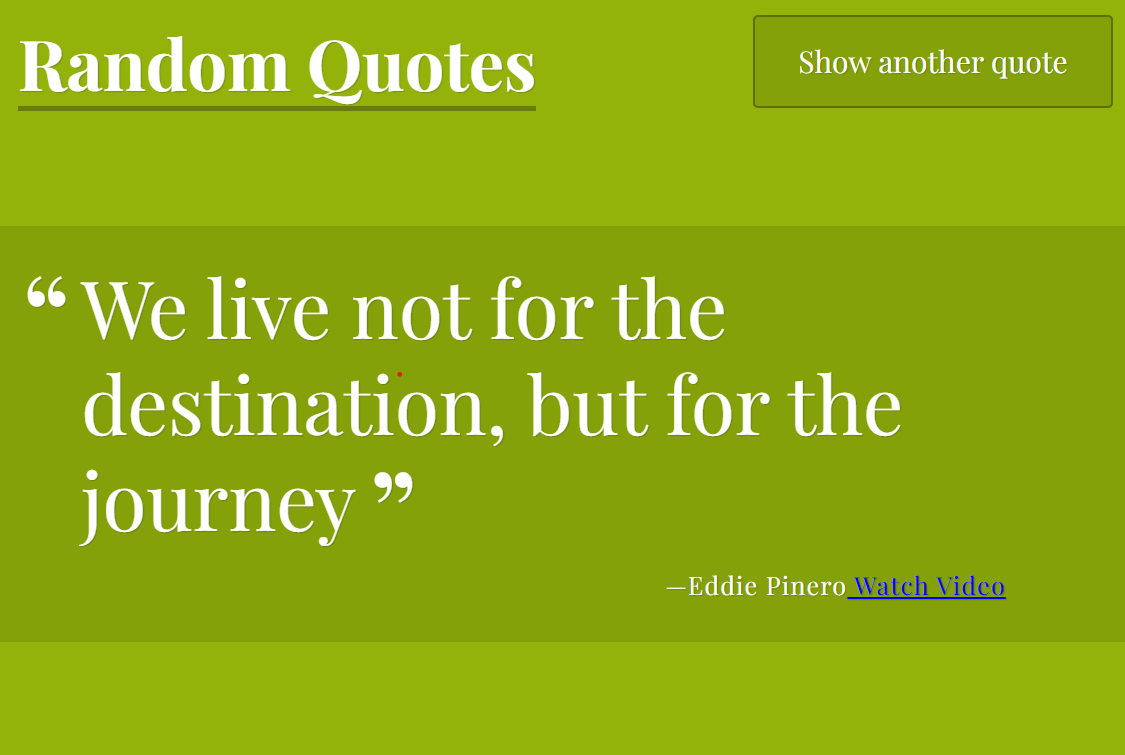 Random Quotes
Show another quote
“ We live not for the
destination, but for the
journey ”
—Eddie Pinero Watch Video